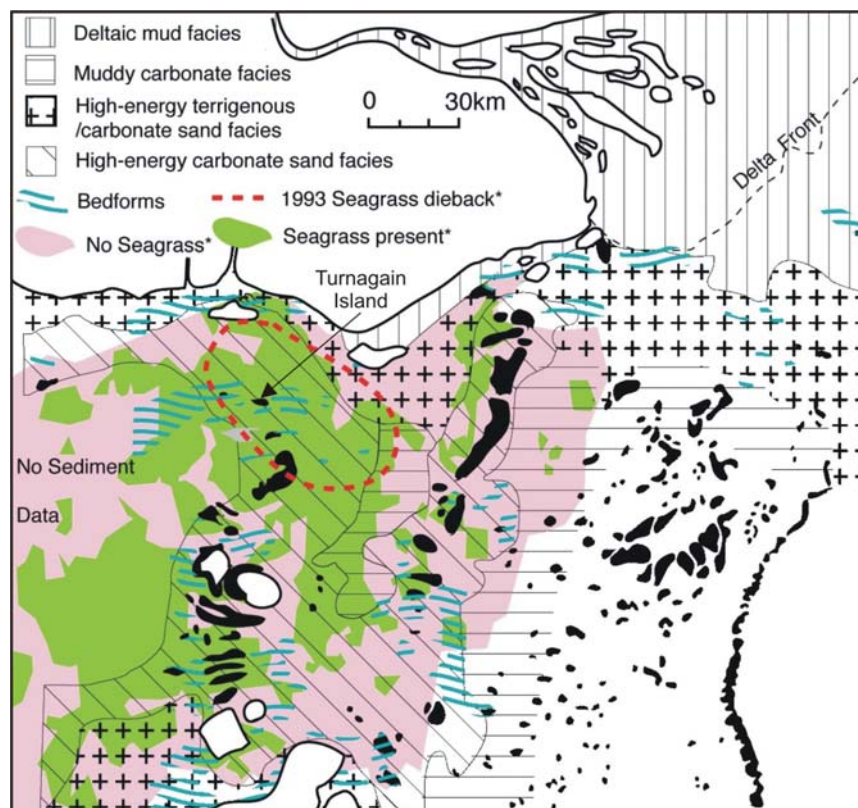 Deltaic mud facies
Muddy carbonate facies
High-energy terrigenous
/carbonate sand facies
High-energy carbonate sand facies
Bedforms
1993 Seagrass dieback*
No Seagrass*
Seagrass present*
0 30km
Delta Front
Turnagain
Island
No Sediment
Data